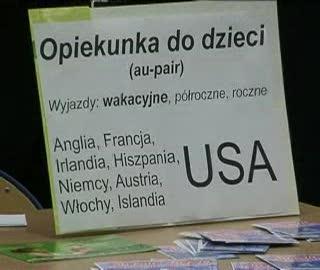 Opiekunka do dzieci
(au-pair)
Wyjazdy: wakacyjne, półroczne, roczne
Anglia, Francja,
Irlandia, Hiszpania,
Niemcy, Austria,
Włochy, Islandia
USA